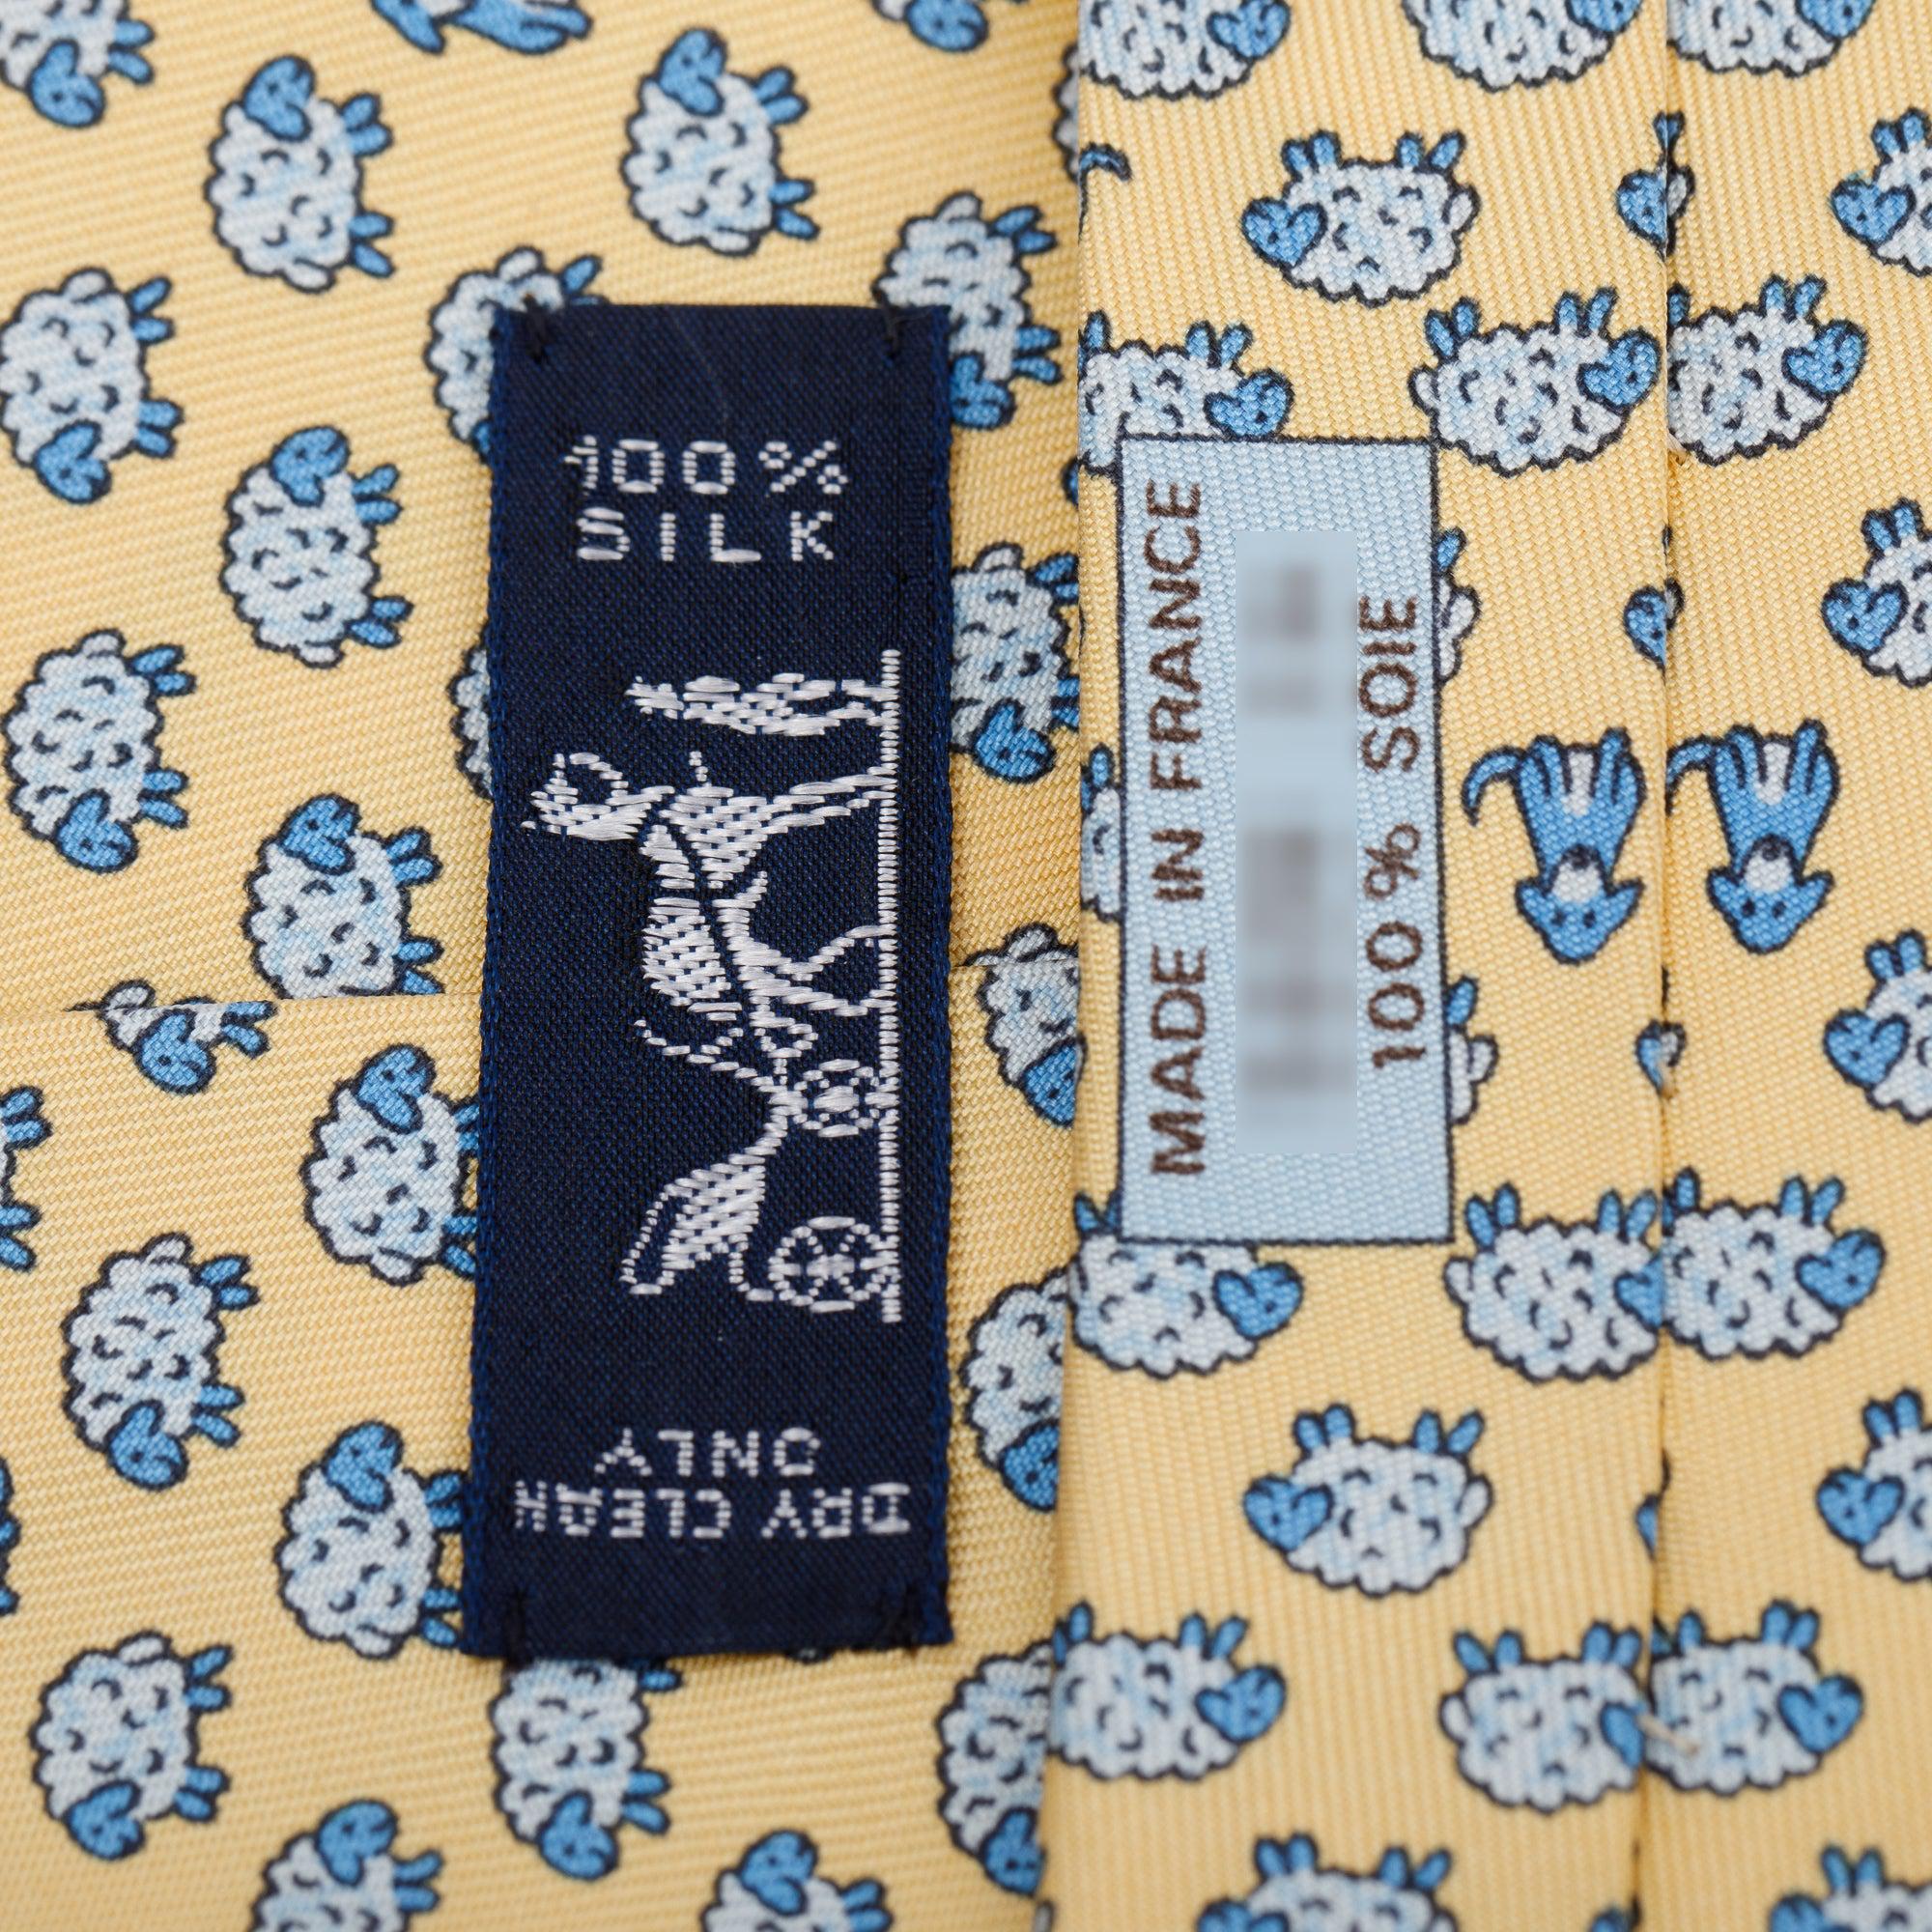 100%
SILK
DRY CLEAN
ONLY
MADE IN FRANCE
100% SOIE